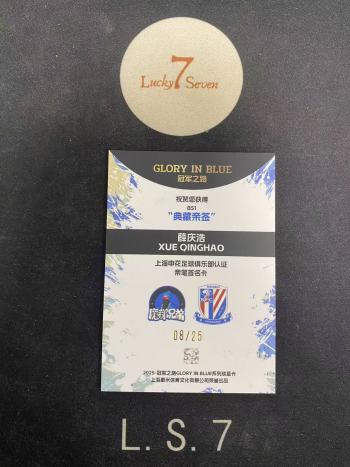 Lucky 7 Seven
GLORY IN BLUE
冠军之路
祝贺您获得
BS1
“典藏亲签”
薛庆浩
XUE QINGHAO
上海申花足球俱乐部认证
亲笔签名卡
08/25
2025-冠军之路GLORY IN BLUE系列球星卡
L.S.7